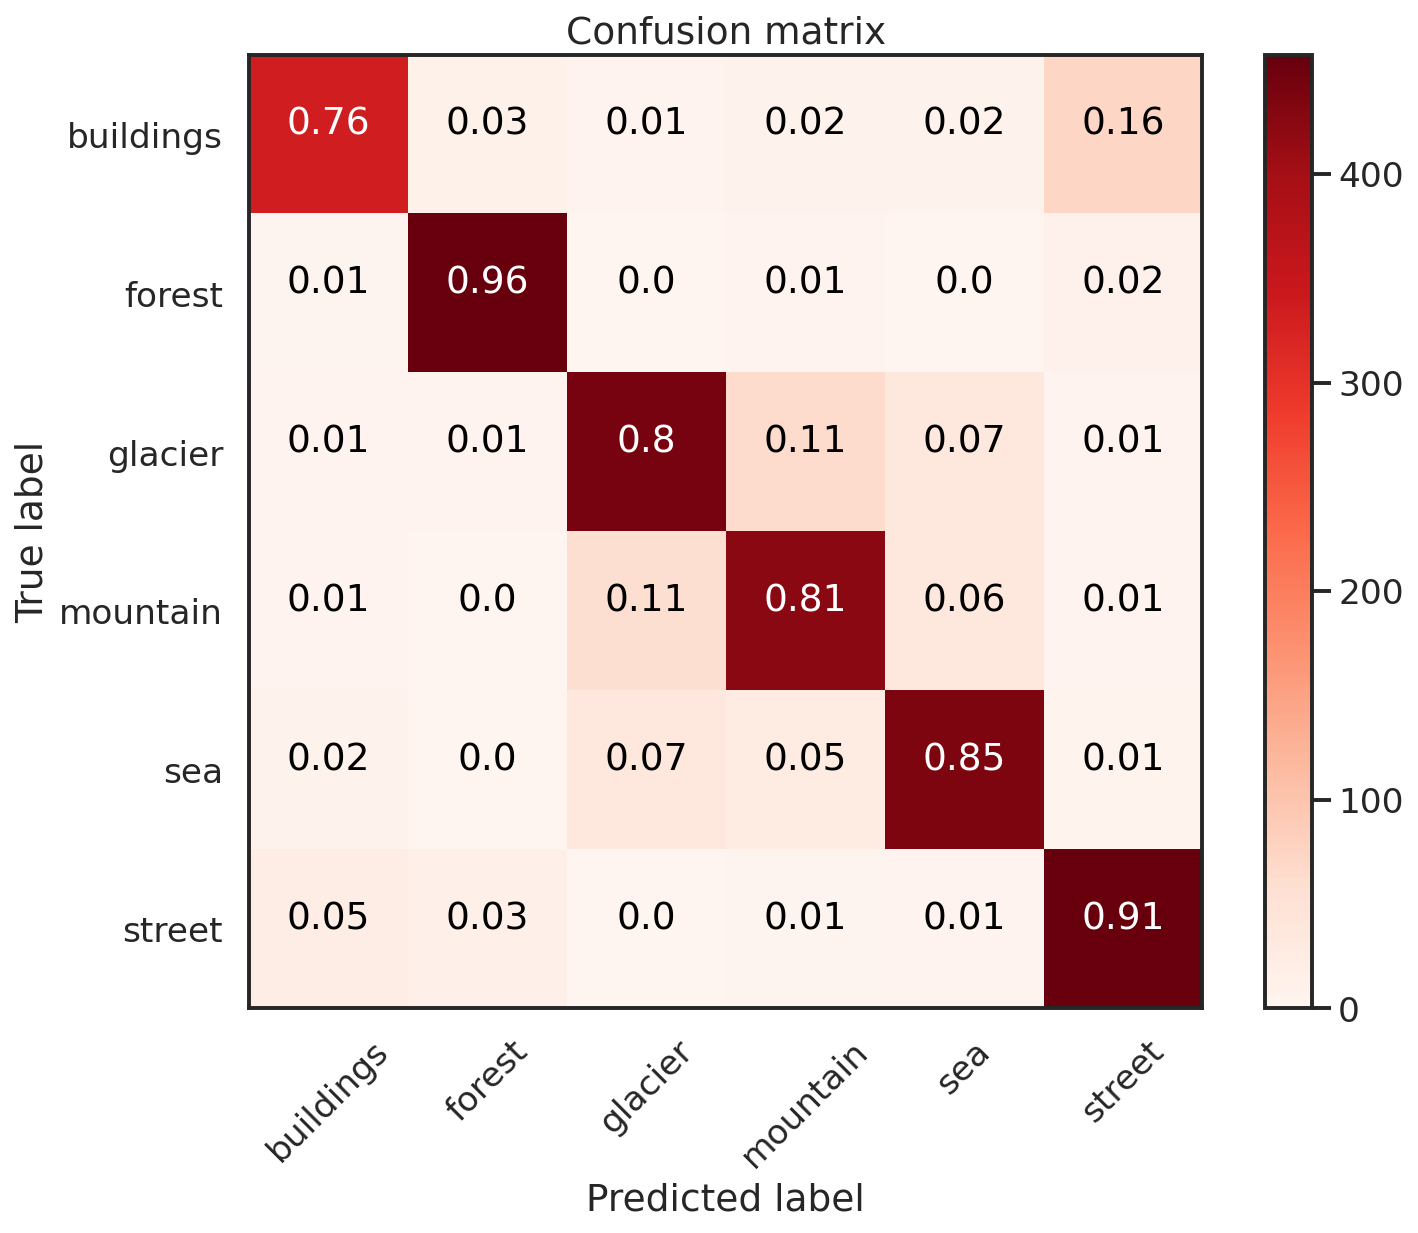 Confusion matrix
buildings 0.76 0.03 0.01 0.02 0.02 0.16
forest 0.01 0.96 0.0 0.01 0.0 0.02
glacier 0.01 0.01 0.8 0.11 0.07 0.01
mountain 0.01 0.0 0.11 0.81 0.06 0.01
sea 0.02 0.0 0.07 0.05 0.85 0.01
street 0.05 0.03 0.0 0.01 0.01 0.91
True label
buildings forest glacier mountain sea street
Predicted label
400
300
200
100
0